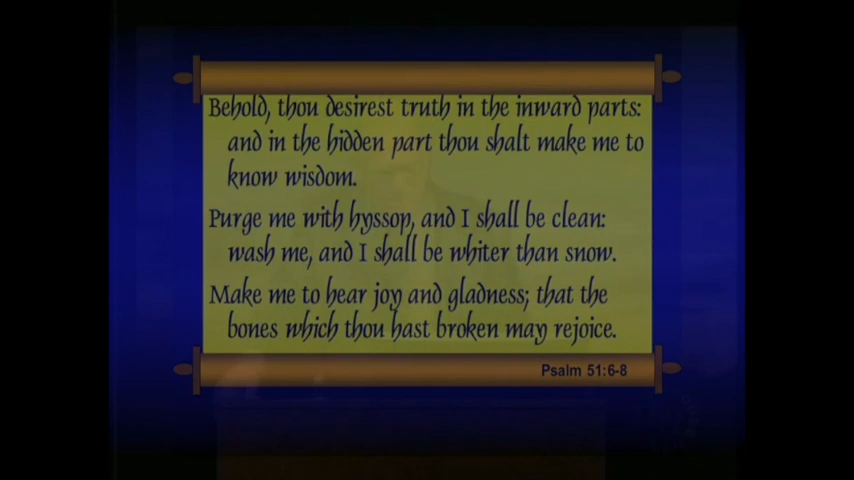 Behold, thou desirest truth in the inward parts:
and in the hidden part thou shalt make me to
know wisdom.
Purge me with hyssop, and I shall be clean:
wash me, and I shall be whiter than snow.
Make me to hear joy and gladness; that the
bones which thou hast broken may rejoice.
Psalm 51:6-8